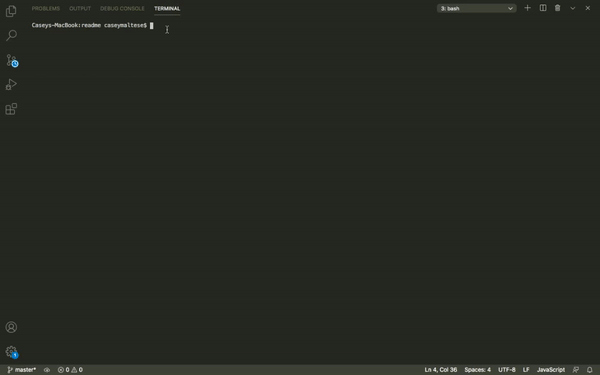 PROBLEMS OUTPUT DEBUG CONSOLE TERMINAL 3: bash
Caseys-MacBook:readme caseymaltese$
1
master* 0 0 Ln 4, Col 36 Spaces: 4 UTF-8 LF JavaScript